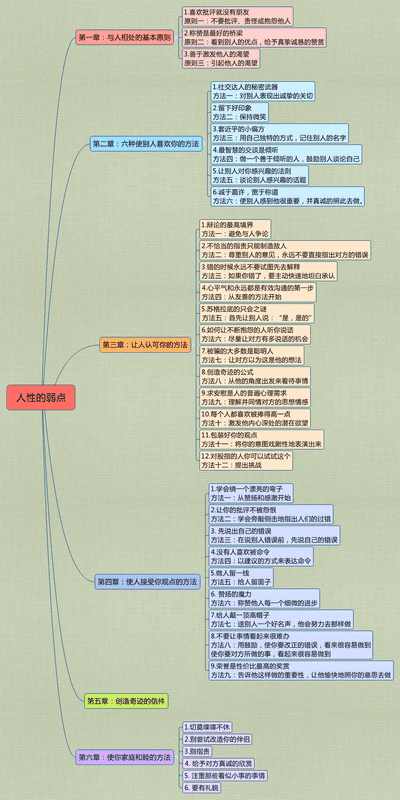 人性的弱点
第一章：与人相处的基本原则
1.喜欢批评就没有朋友
原则一：不要批评、责怪或抱怨他人
2.称赞是最好的桥梁
原则二：看到别人的优点，给予真挚诚恳的赞赏
3.善于激发他人的渴望
原则三：引起他人的渴望
第二章：六种使别人喜欢你的方法
1.社交达人的秘密武器
方法一：对别人表现出诚挚的关切
2.留下好印象
方法二：保持微笑
3.套近乎的小偏方
方法三：用自己独特的方式，记住别人的名字
4.最智慧的交谈是倾听
方法四：做一个善于倾听的人，鼓励别人谈论自己
5.让别人对你感兴趣的法则
方法五：谈论别人感兴趣的话题
6.诚于嘉许，宽于称道
方法六：使别人感到他很重要，并真诚的照此去做。
第三章：让人认可你的方法
1.辩论的最高境界
方法一：避免与人争论
2.不恰当的指责只能制造敌人
方法二：尊重别人的意见，永远不要直接指出对方的错误
3.错的时候永远不要试图先去解释
方法三：如果你错了，要主动快速地坦白承认
4.心平气和永远都是有效沟通的第一步
方法四：从友善的方法开始
5.苏格拉底的只会之谜
方法五：首先让别人说：“是，是的”
6.如何让不断抱怨的人听你说话
方法六：尽量让对方有多说话的机会
7.被骗的大多数是聪明人
方法七：让对方以为这是他的想法
8.创造奇迹的公式
方法八：从他的角度出发来看待事情
9.求安慰是人的普遍心理需求
方法九：理解并同情对方的思想情感
10.每个人都喜欢被捧得高一点
方法十：激发他内心深处的潜在欲望
11.包装好你的观点
方法十一：将你的意图戏剧性地表演出来
12.对股指的人你可以试试这个
方法十二：提出挑战
第四章：使人接受你观点的方法
1.学会绕一个漂亮的弯子
方法一：从赞扬和感激开始
2.让你的批评不被怨恨
方法二：学会旁敲侧击地指出人们的过错
3. 先说出自己的错误
方法三：在说别人错误前，先说自己的错误
4.没有人喜欢被命令
方法四：以建议的方式来表达命令
5.做人留一线
方法五：给人留面子
6. 赞扬的魔力
方法六：称赞他人每一个细微的进步
7.给人戴一顶高帽子
方法七：送别人一个好名声，他会努力去那样做
8.不要让事情看起来很难办
方法八：用鼓励，使你要改正的错误，看来很容易做到
使你要对方所做的事，看起来很容易做到
9.荣誉是性价比最高的奖赏
方法九：告诉他这样做的重要性，让他愉快地照你的意思去做
第五章：创造奇迹的信件
第六章：使你家庭和睦的方法
1.切莫喋喋不休
2.别尝试改造你的伴侣
3.别指责
4. 给予对方真诚的欣赏
5. 注重那些看似小事的事情
6. 要有礼貌